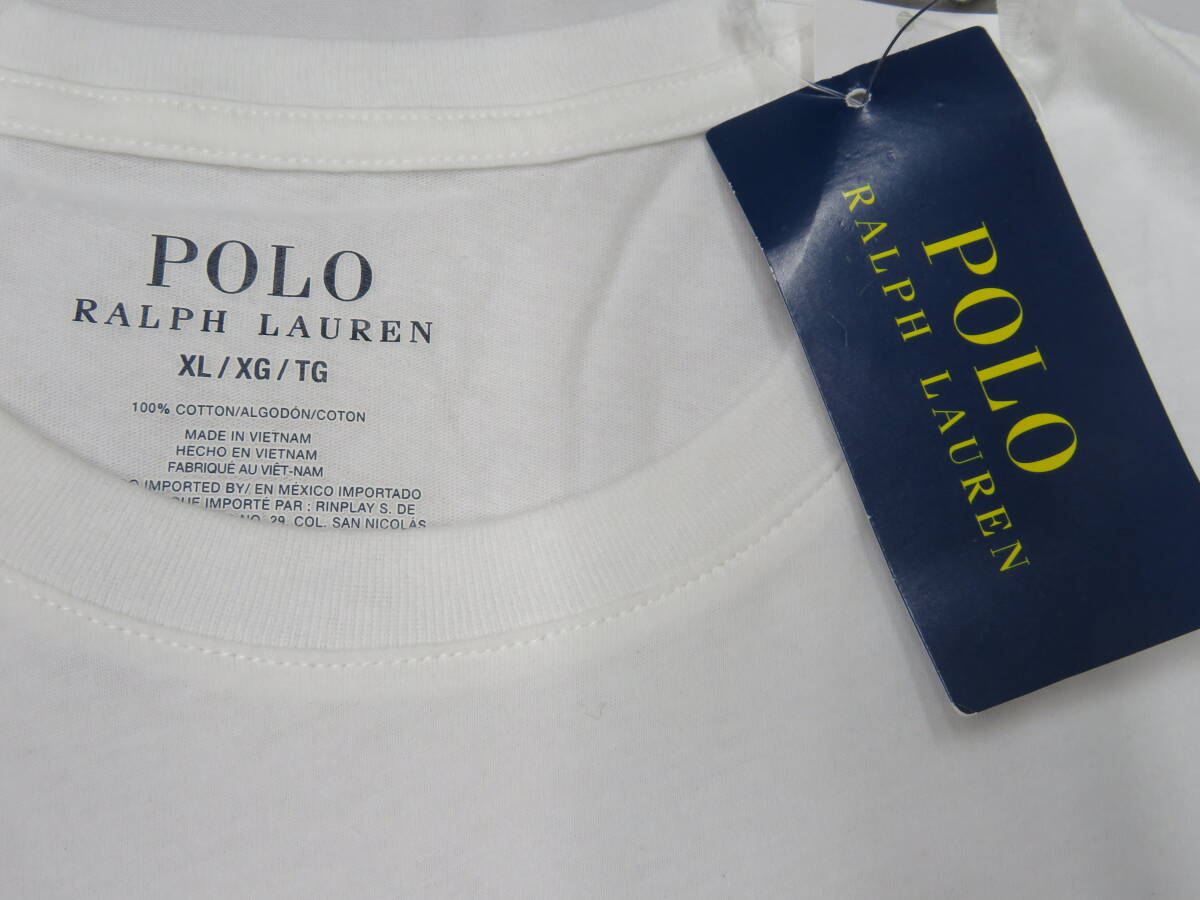 POLO
RALPH LAUREN
XL / XG / TG
100% COTTON/ALGODÓN/COTON
MADE IN VIETNAM
HECHO EN VIETNAM
FABRIQUÉ AU VIÊT-NAM
IMPORTED BY/ EN MÉXICO IMPORTADO
IMPORTÉ PAR : RINPLAY S. DE
NO. 29, COL. SAN NICOLÁS
POLO
RALPH LAUREN